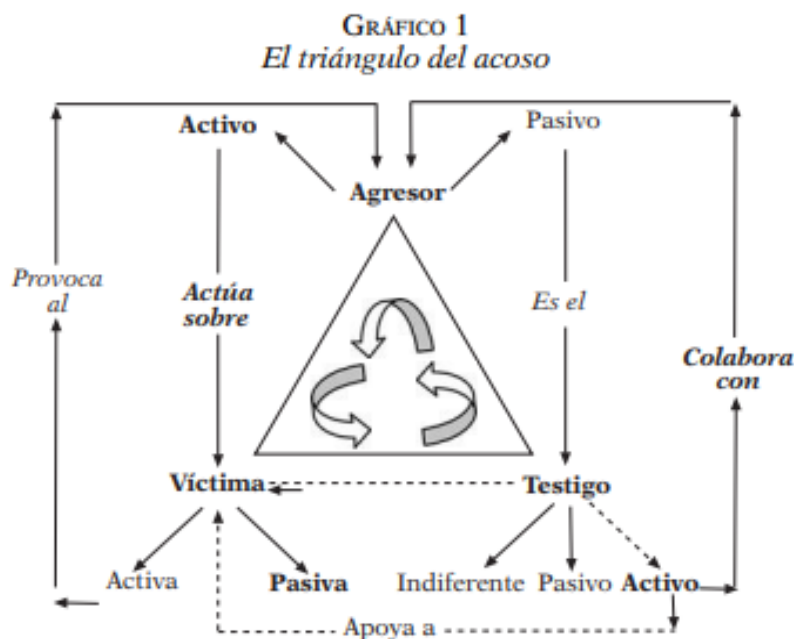 GRÁFICO 1
El triángulo del acoso
Activo
Pasivo
Agresor
Provoca
al
Actúa
sobre
Es el
Colabora
con
Víctima
Testigo
Activa
Pasiva
Indiferente
Pasivo
Activo
Apoya a